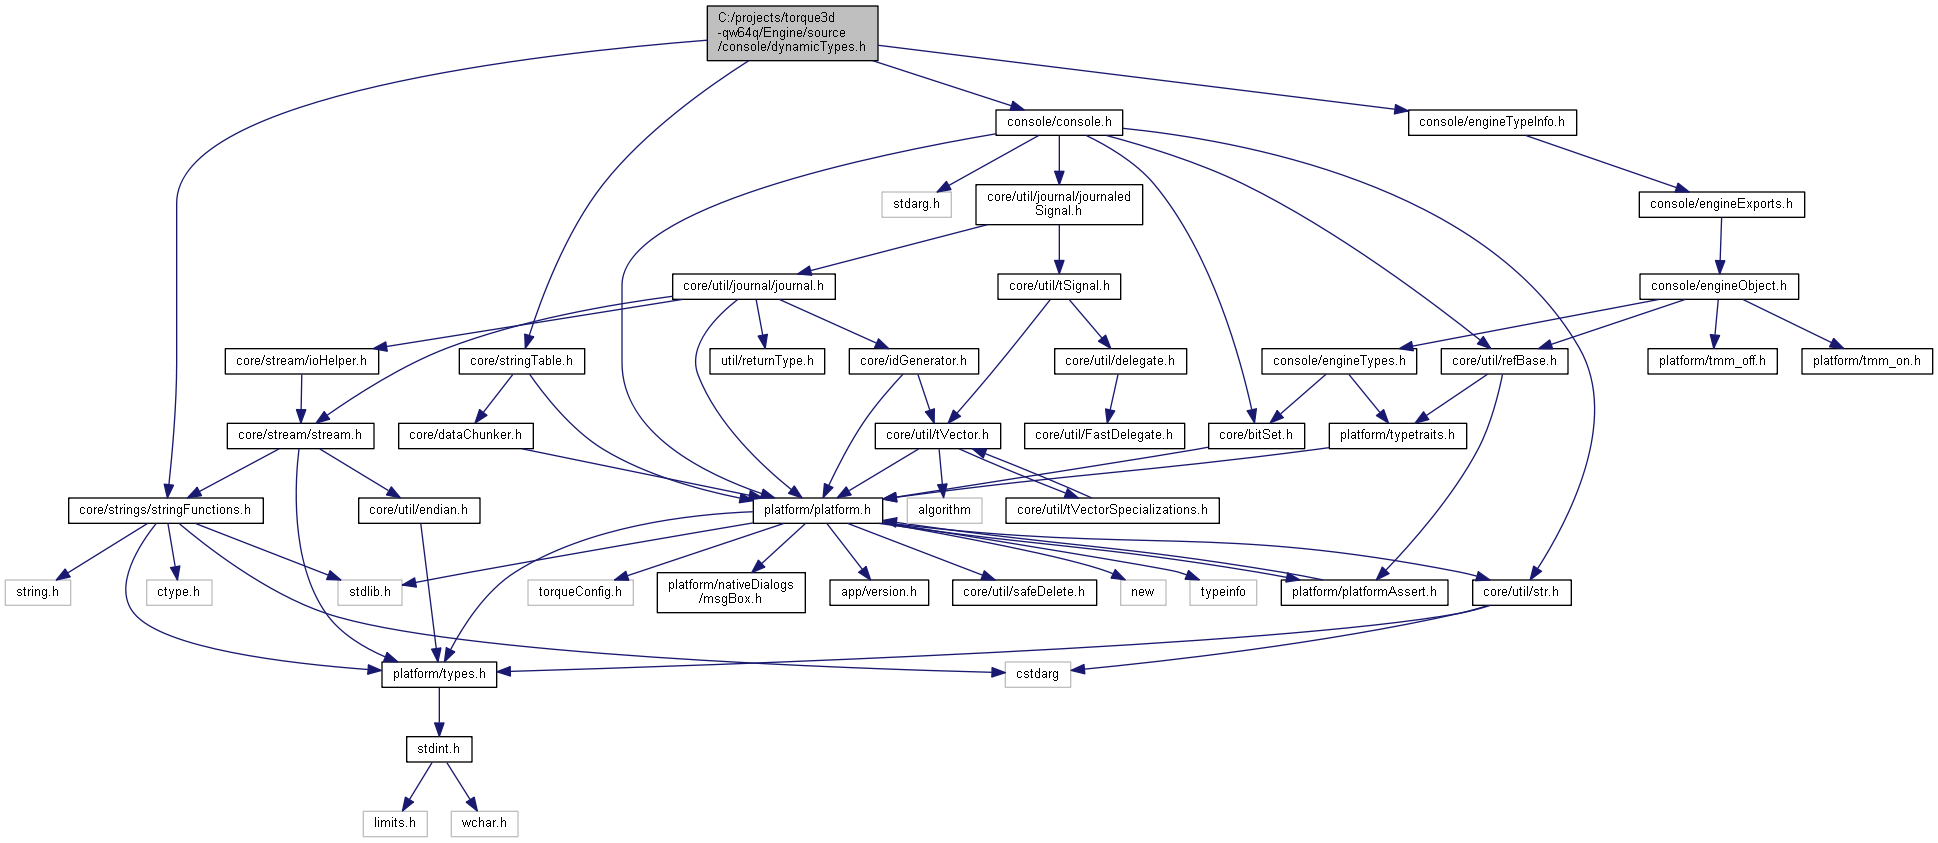 C:/projects/torque3d
-qw64q/Engine/source
/console/dynamicTypes.h
console/console.h
console/engineTypeInfo.h
stdarg.h
core/util/journal/journaled
Signal.h
console/engineExports.h
core/util/journal/journal.h
core/util/tSignal.h
console/engineObject.h
core/stream/ioHelper.h
core/stringTable.h
util/returnType.h
core/idGenerator.h
core/util/delegate.h
console/engineTypes.h
core/util/refBase.h
platform/tmm_off.h
platform/tmm_on.h
core/stream/stream.h
core/dataChunker.h
core/util/tVector.h
core/util/FastDelegate.h
core/bitSet.h
platform/typetraits.h
core/strings/stringFunctions.h
core/util/endian.h
platform/platform.h
algorithm
core/util/tVectorSpecializations.h
string.h
ctype.h
stdlib.h
torqueConfig.h
platform/nativeDialogs
/msgBox.h
app/version.h
core/util/safeDelete.h
new
typeinfo
platform/platformAssert.h
core/util/str.h
platform/types.h
cstdarg
stdint.h
limits.h
wchar.h